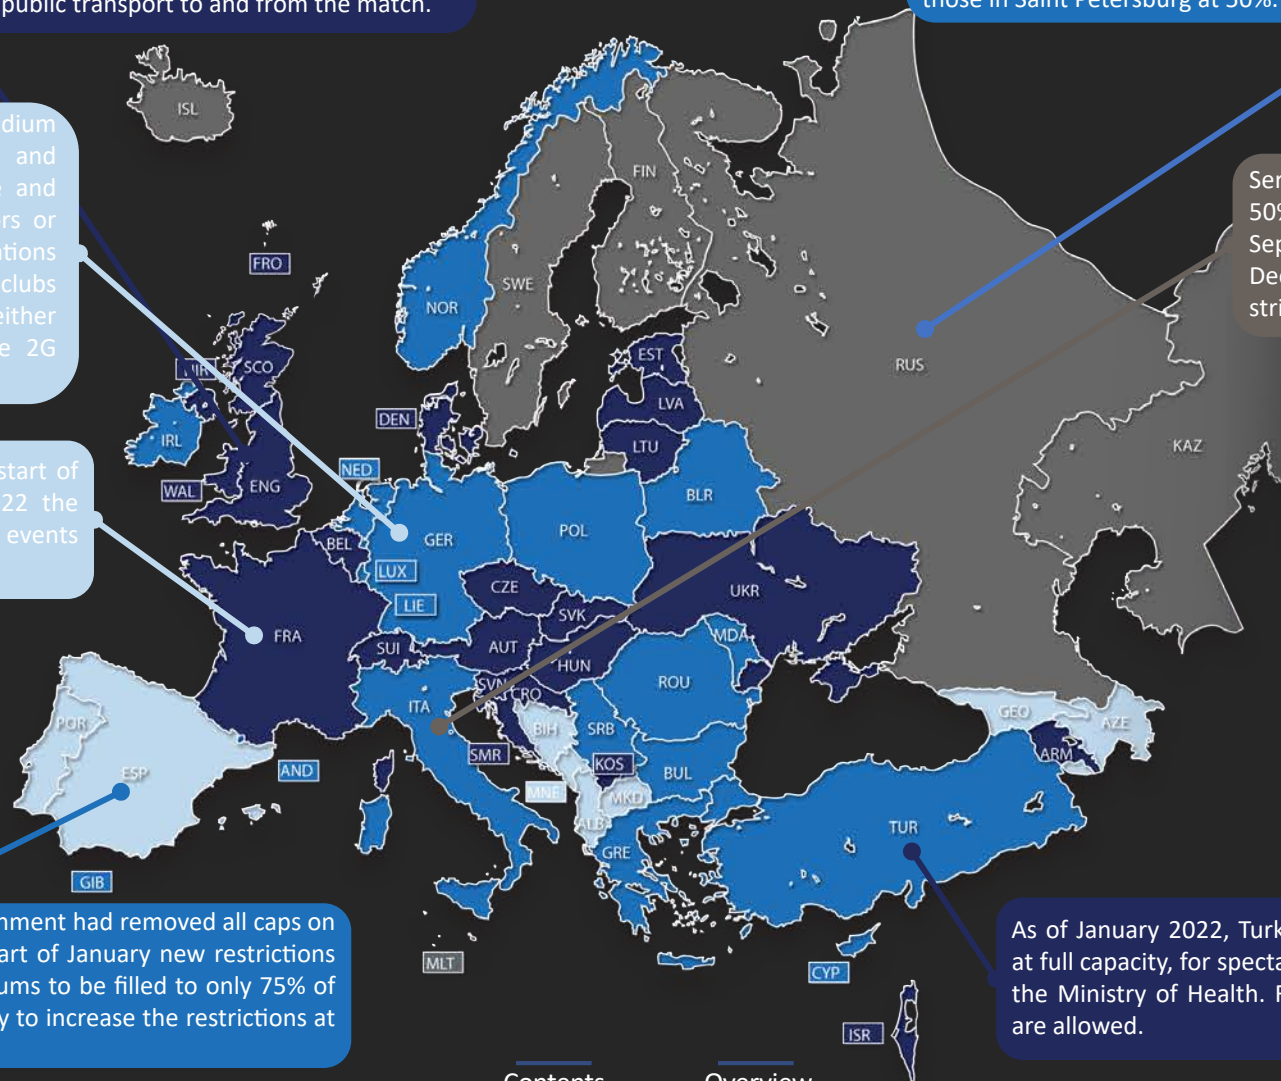 public transport to and from the match.
those in Saint Petersburg at 50%.
dium
and
e and
rs or
ations
clubs
either
e 2G
start of
22 the
events
Ser
50%
Sep
Dec
stri
ISL
FRO
FIN
SWE
NOR
RUS
KAZ
SCO
NIR
IRL
WAL
ENG
DEN
EST
LVA
LTU
NED
BLR
BEL
GER
POL
LUX
LIE
CZE
UKR
SVK
FRA
SUI
AUT
HUN
MDA
SVN
CRO
ROU
ITA
BIH
SRB
POR
ESP
AND
SMR
KOS
BUL
MNE
MKD
ALB
GRE
GEO
AZE
ARM
TUR
GIB
MLT
CYP
ISR
nment had removed all caps on
art of January new restrictions
ums to be filled to only 75% of
y to increase the restrictions at
As of January 2022, Turk
at full capacity, for specta
the Ministry of Health. F
are allowed.
Contents
Overview